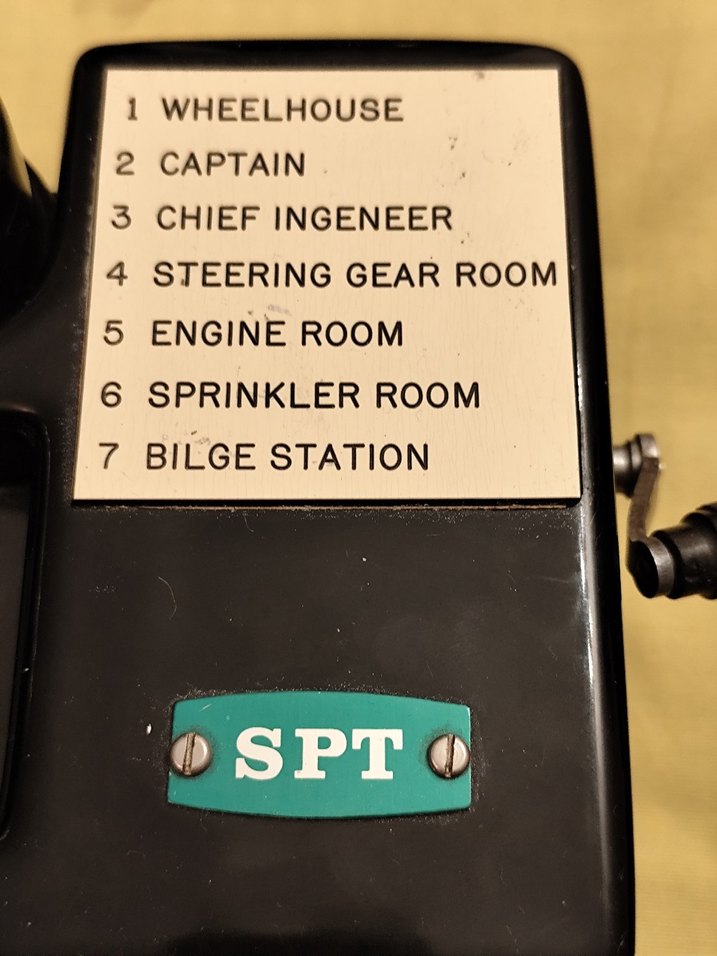 1 WHEELHOUSE
2 CAPTAIN
3 CHIEF INGENEER
4 STEERING GEAR ROOM
5 ENGINE ROOM
6 SPRINKLER ROOM
7 BILGE STATION
SPT